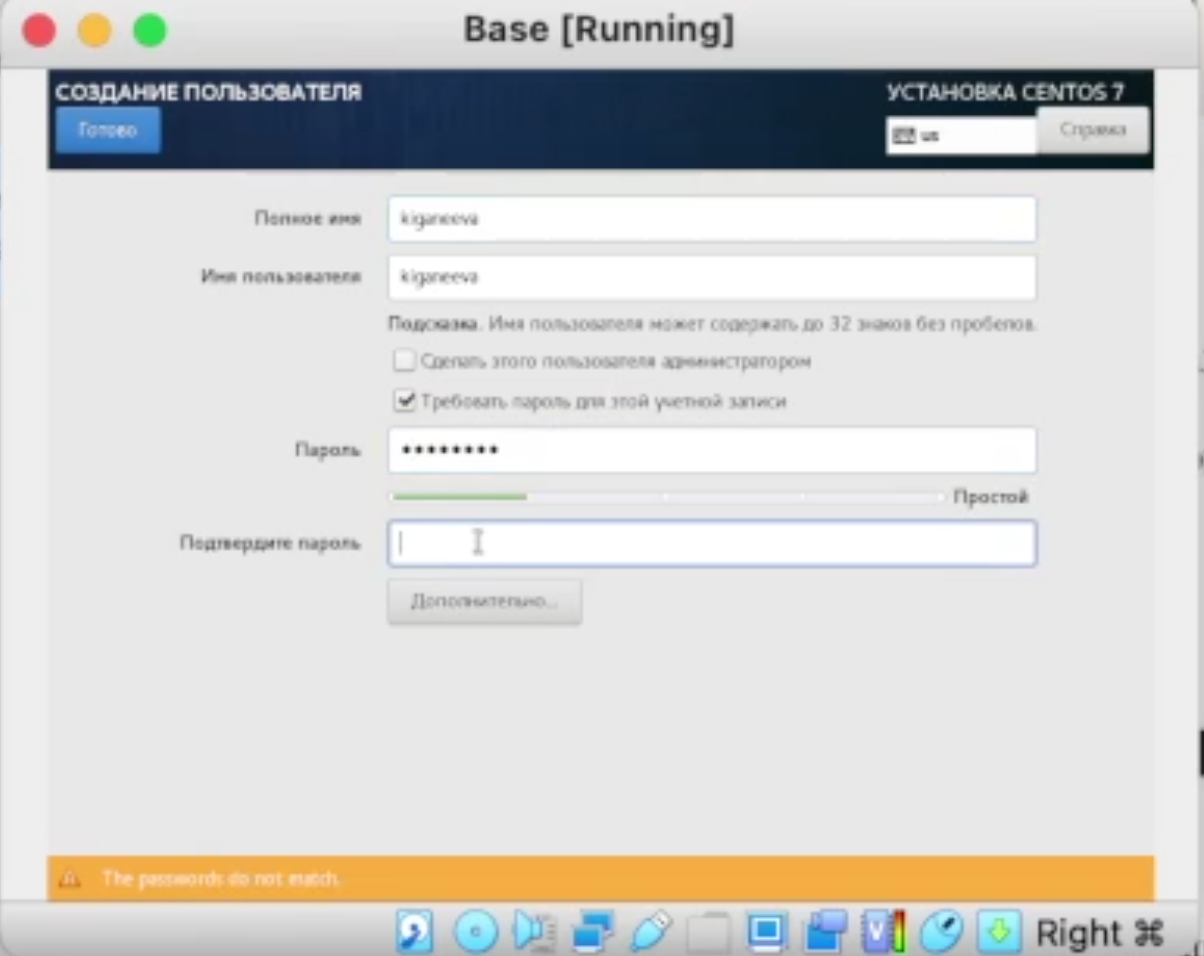 Base [Running]
СОЗДАНИЕ ПОЛЬЗОВАТЕЛЯ
УСТАНОВКА CENTOS 7
Готово
us
Справка
Полное имя
kiganeeva
Имя пользователя
kiganeeva
Подсказка. Имя пользователя может содержать до 32 знаков без пробелов.
Сделать этого пользователя администратором
Требовать пароль для этой учетной записи
Пароль
••••••••
Простой
Подтвердите пароль
Дополнительно...
The passwords do not match.
Right ⌘